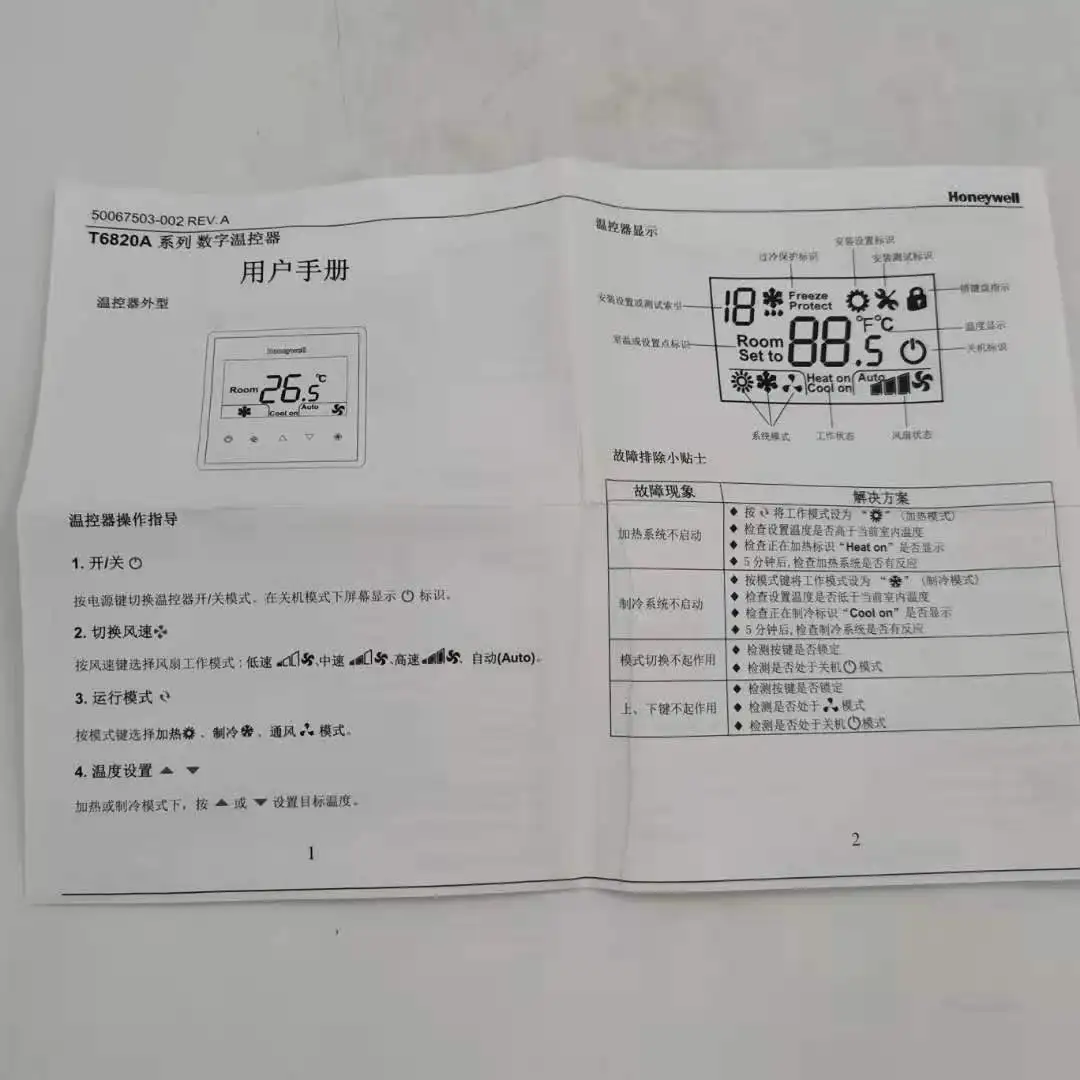 50067503-002 REV. A
T6820A 系列 数字温控器
用户手册
温控器外型
Honeywell
Room 26.5 ℃
Cool on Auto
温控器操作指导
1. 开/关
按电源键切换温控器开/关模式。在关机模式下屏幕显示 标识。
2. 切换风速
按风速键选择风扇工作模式：低速 、中速 、高速 、自动(Auto)。
3. 运行模式
按模式键选择加热 、制冷 、通风 模式。
4. 温度设置 ▲ ▼
加热或制冷模式下，按 ▲ 或 ▼ 设置目标温度。
1
Honeywell
温控器显示
安装设置标识
过冷保护标识
安装测试标识
安装设置或测试索引
锁键盘指示
18 Freeze Protect
°F°C
温度显示
室温或设置点标识
Room Set to 88.5
关机标识
Heat on Cool on Auto
系统模式 工作状态 风扇状态
故障排除小贴士
故障现象 解决方案
加热系统不启动
◆ 按 将工作模式设为 “ ” (加热模式)
◆ 检查设置温度是否高于当前室内温度
◆ 检查正在加热标识“Heat on” 是否显示
◆ 5 分钟后, 检查加热系统是否有反应
制冷系统不启动
◆ 按模式键将工作模式设为 “ ” (制冷模式)
◆ 检查设置温度是否低于当前室内温度
◆ 检查正在制冷标识“Cool on” 是否显示
◆ 5 分钟后, 检查制冷系统是否有反应
模式切换不起作用
◆ 检测按键是否锁定
◆ 检测是否处于关机 模式
上、下键不起作用
◆ 检测按键是否锁定
◆ 检测是否处于 模式
◆ 检测是否处于关机 模式
2